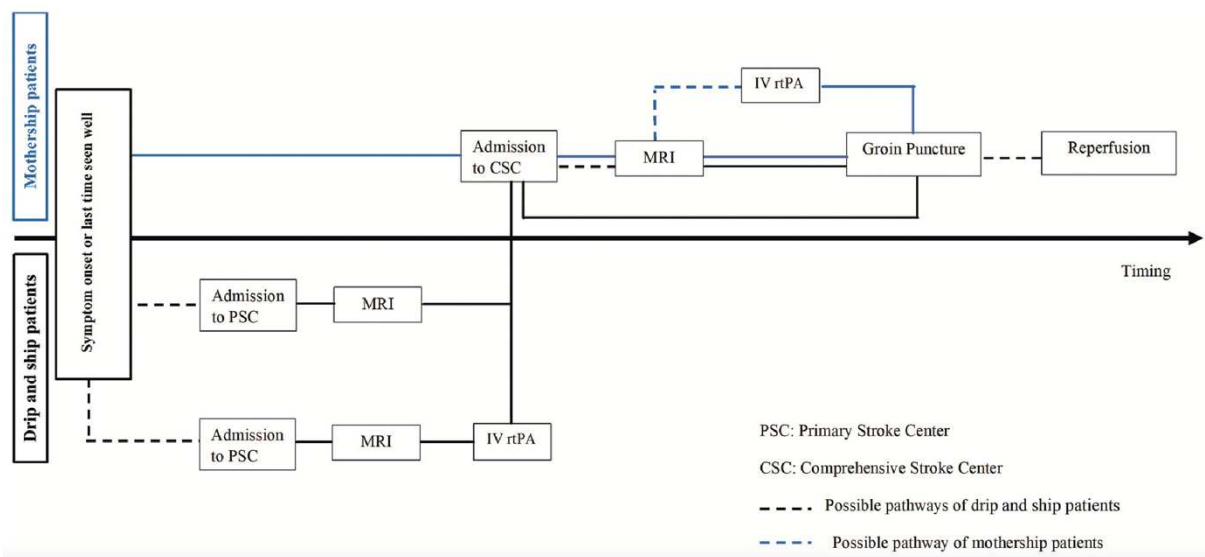 Mothership patients
Drip and ship patients
Symptom onset or last time seen well
IV rtPA
Admission
to CSC
MRI
Groin Puncture
Reperfusion
Timing
Admission
to PSC
MRI
Admission
to PSC
MRI
IV rtPA
PSC: Primary Stroke Center
CSC: Comprehensive Stroke Center
Possible pathways of drip and ship patients
Possible pathway of mothership patients